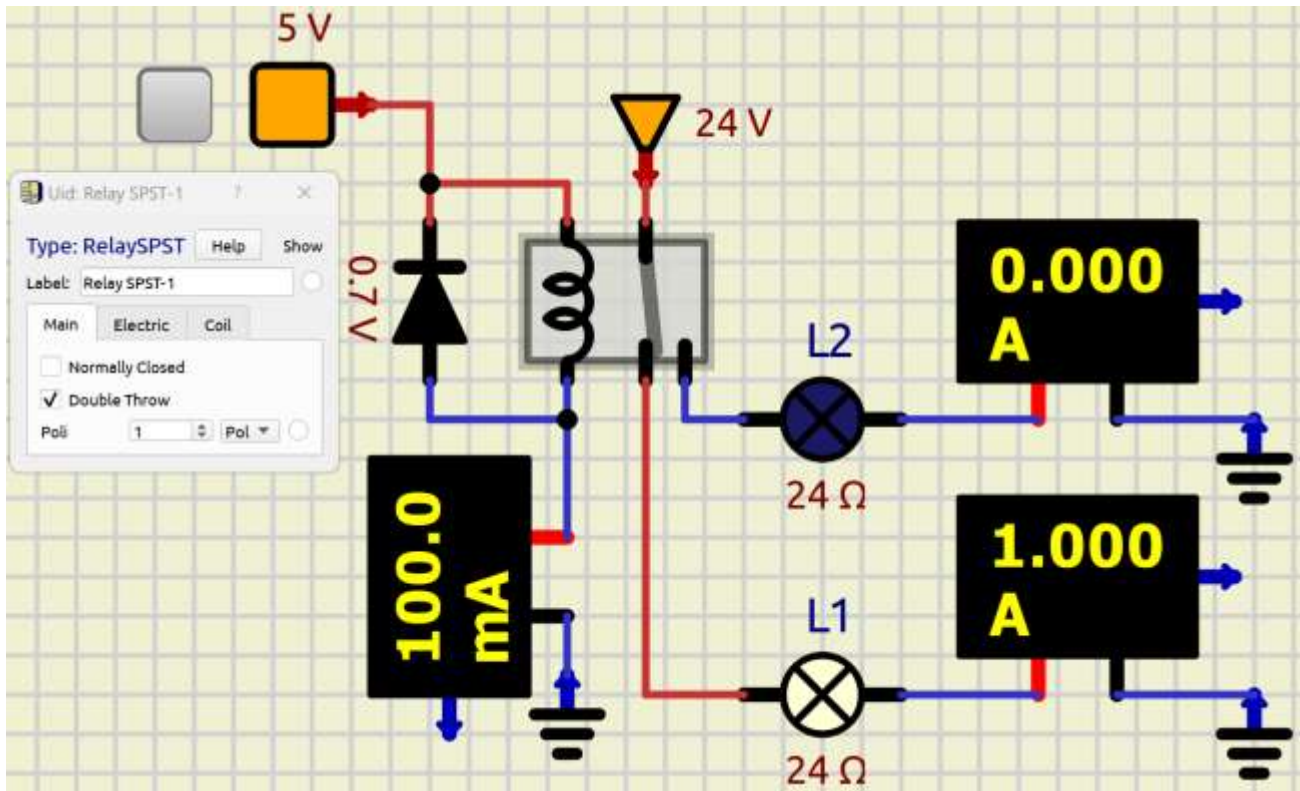 5 V
24 V
Uid: Relay SPST-1 ?
Type: RelaySPST Help Show
Label: Relay SPST-1
Main Electric Coil
Normally Closed
Double Throw
Poli 1 Pol
0.7 V
L2
24 Ω
0.000
A
100.0
mA
L1
24 Ω
1.000
A